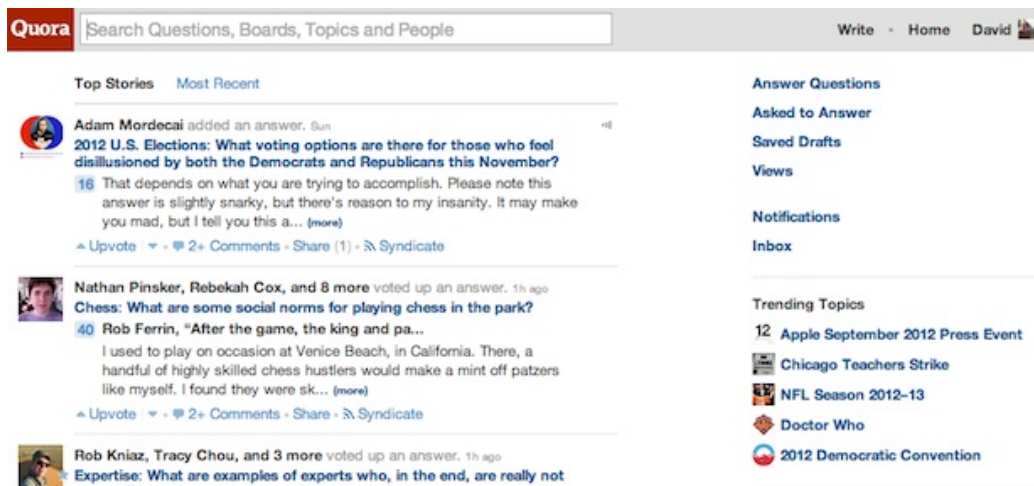 Quora
Search Questions, Boards, Topics and People
Write · Home David
Top Stories Most Recent
Adam Mordecai added an answer. Sun
2012 U.S. Elections: What voting options are there for those who feel
disillusioned by both the Democrats and Republicans this November?
16 That depends on what you are trying to accomplish. Please note this
answer is slightly snarky, but there's reason to my insanity. It may make
you mad, but I tell you this a... (more)
Upvote · 2+ Comments · Share (1) · Syndicate
Nathan Pinsker, Rebekah Cox, and 8 more voted up an answer. 1h ago
Chess: What are some social norms for playing chess in the park?
40 Rob Ferrin, “After the game, the king and pa...
I used to play on occasion at Venice Beach, in California. There, a
handful of highly skilled chess hustlers would make a mint off patzers
like myself. I found they were sk... (more)
Upvote · 2+ Comments · Share · Syndicate
Rob Kniaz, Tracy Chou, and 3 more voted up an answer. 1h ago
Expertise: What are examples of experts who, in the end, are really not
Answer Questions
Asked to Answer
Saved Drafts
Views
Notifications
Inbox
Trending Topics
12 Apple September 2012 Press Event
Chicago Teachers Strike
NFL Season 2012–13
Doctor Who
2012 Democratic Convention